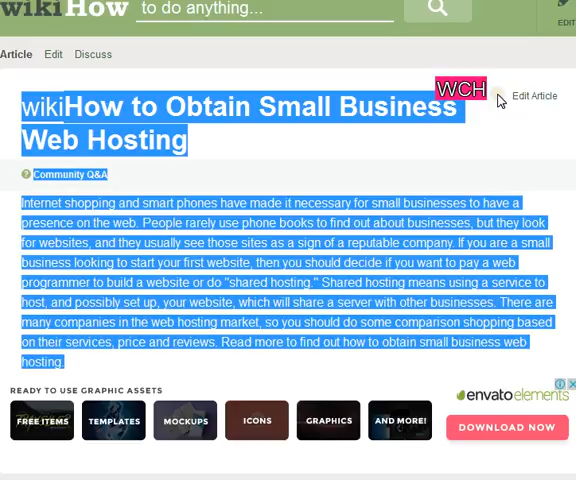 wikiHow to do anything...
EDIT
Article Edit Discuss
WCH
Edit Article
wikiHow to Obtain Small Business
Web Hosting
Community Q&A
Internet shopping and smart phones have made it necessary for small businesses to have a
presence on the web. People rarely use phone books to find out about businesses, but they look
for websites, and they usually see those sites as a sign of a reputable company. If you are a small
business looking to start your first website, then you should decide if you want to pay a web
programmer to build a website or do "shared hosting." Shared hosting means using a service to
host, and possibly set up, your website, which will share a server with other businesses. There are
many companies in the web hosting market, so you should do some comparison shopping based
on their services, price and reviews. Read more to find out how to obtain small business web
hosting.
READY TO USE GRAPHIC ASSETS
envatoelements
FREE ITEMS TEMPLATES MOCKUPS ICONS GRAPHICS AND MORE!
DOWNLOAD NOW